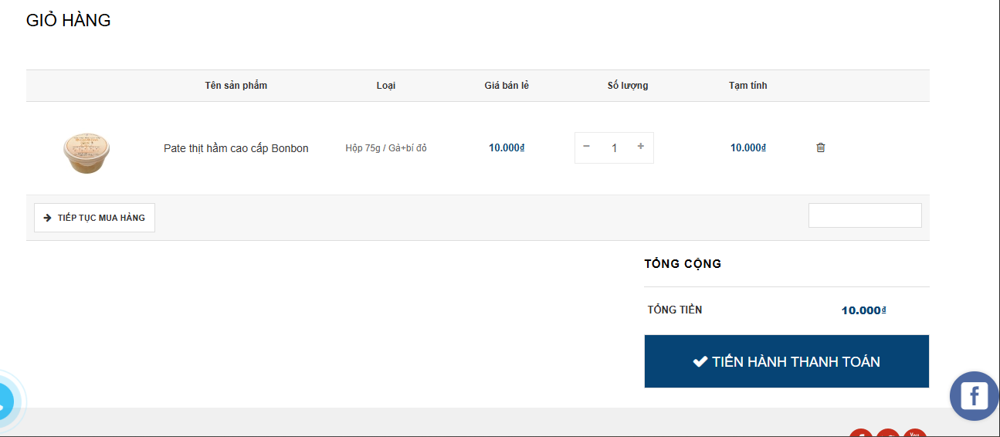 GIỎ HÀNG
Tên sản phẩm Loại Giá bán lẻ Số lượng Tạm tính
Pate thịt hầm cao cấp Bonbon Hộp 75g / Gà+bí đỏ 10.000₫ − 1 + 10.000₫
TIẾP TỤC MUA HÀNG
TỔNG CỘNG
TỔNG TIỀN 10.000₫
TIẾN HÀNH THANH TOÁN
f
You